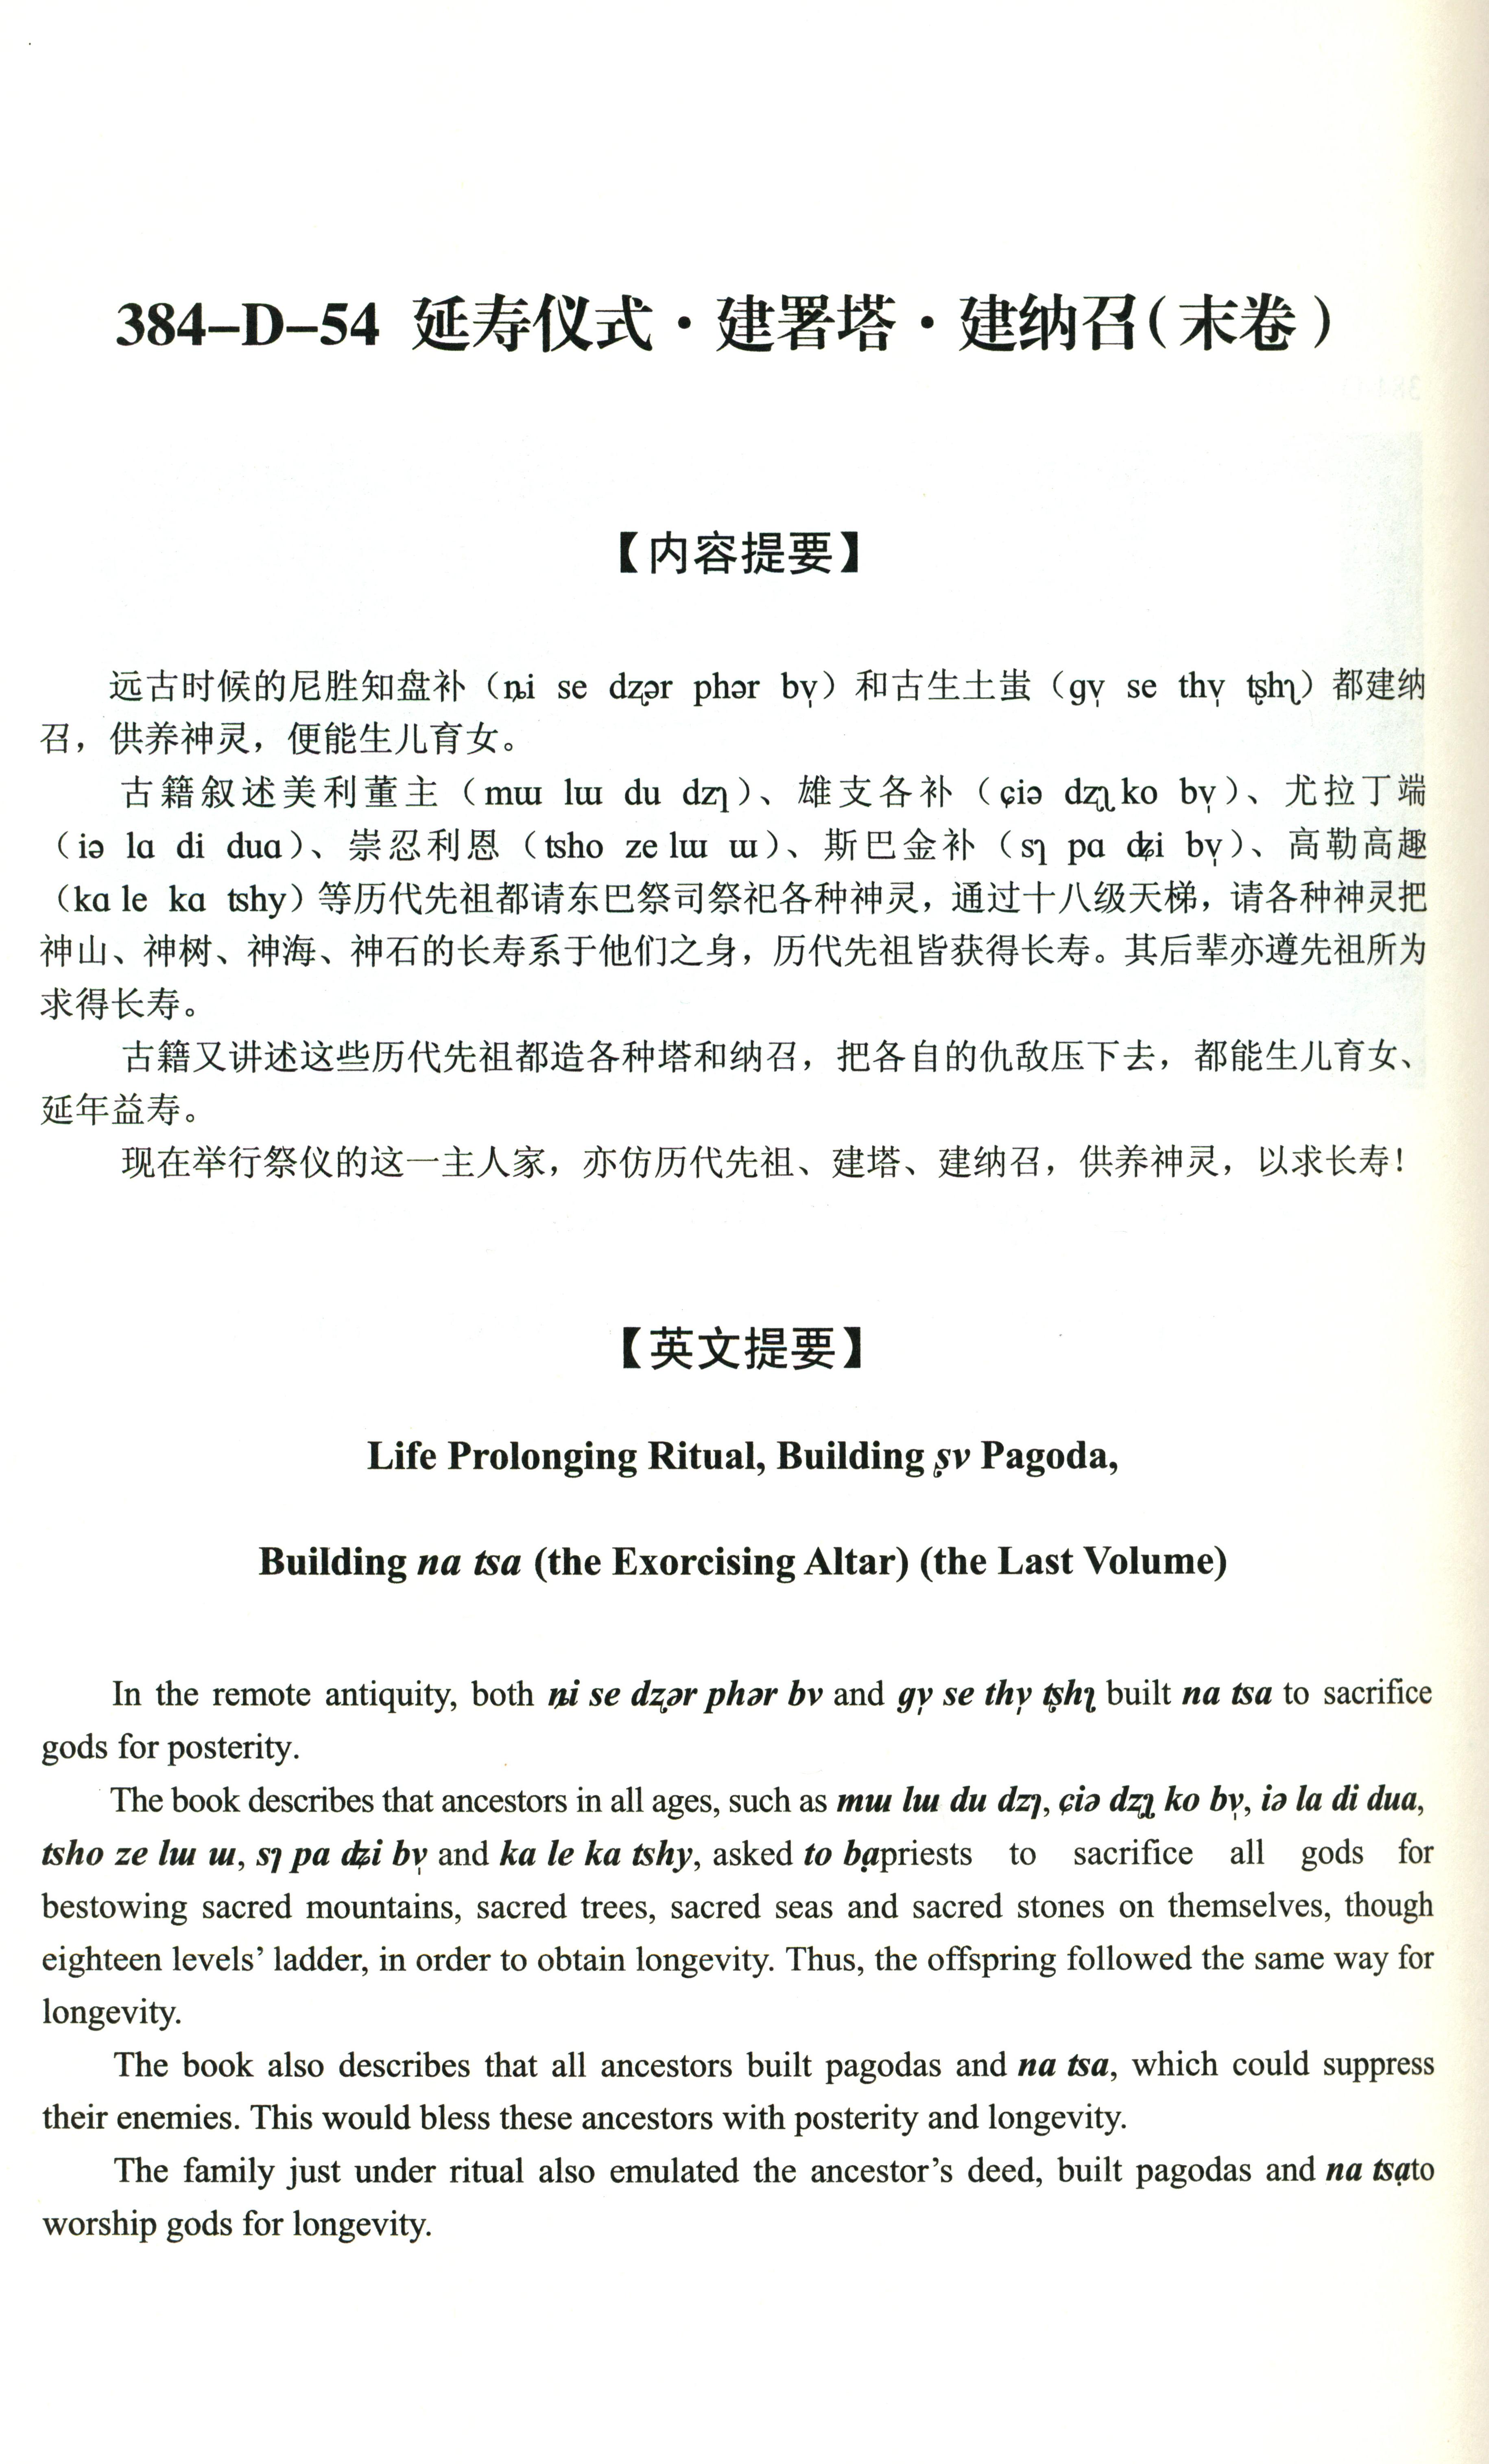 384–D–54 延寿仪式·建署塔·建纳召（末卷）
【内容提要】
远古时候的尼胜知盘补（ȵi se dʐər phər bv̩）和古生土蚩（gv̩ se thv̩ tʂhʅ）都建纳
召，供养神灵，便能生儿育女。
古籍叙述美利董主（mɯ lɯ du dzɿ）、雄支各补（ɕiə dʐʅ ko bv̩）、尤拉丁端
（iə la di dua）、崇忍利恩（tsho ze lɯ ɯ）、斯巴金补（sɿ pa dʑi bv̩）、高勒高趣
（ka le ka tshy）等历代先祖都请东巴祭司祭祀各种神灵，通过十八级天梯，请各种神灵把
神山、神树、神海、神石的长寿系于他们之身，历代先祖皆获得长寿。其后辈亦遵先祖所为
求得长寿。
古籍又讲述这些历代先祖都造各种塔和纳召，把各自的仇敌压下去，都能生儿育女、
延年益寿。
现在举行祭仪的这一主人家，亦仿历代先祖、建塔、建纳召，供养神灵，以求长寿！
【英文提要】
Life Prolonging Ritual, Building ʂv Pagoda,
Building na tsa (the Exorcising Altar) (the Last Volume)
In the remote antiquity, both ȵi se dʐər phər bv and gv̩ se thv̩ tʂhʅ built na tsa to sacrifice
gods for posterity.
The book describes that ancestors in all ages, such as mɯ lɯ du dzɿ, ɕiə dʐʅ ko bv̩, iə la di dua,
tsho ze lɯ ɯ, sɿ pa dʑi bv̩ and ka le ka tshy, asked to bạpriests to sacrifice all gods for
bestowing sacred mountains, sacred trees, sacred seas and sacred stones on themselves, though
eighteen levels’ ladder, in order to obtain longevity. Thus, the offspring followed the same way for
longevity.
The book also describes that all ancestors built pagodas and na tsa, which could suppress
their enemies. This would bless these ancestors with posterity and longevity.
The family just under ritual also emulated the ancestor’s deed, built pagodas and na tsạto
worship gods for longevity.